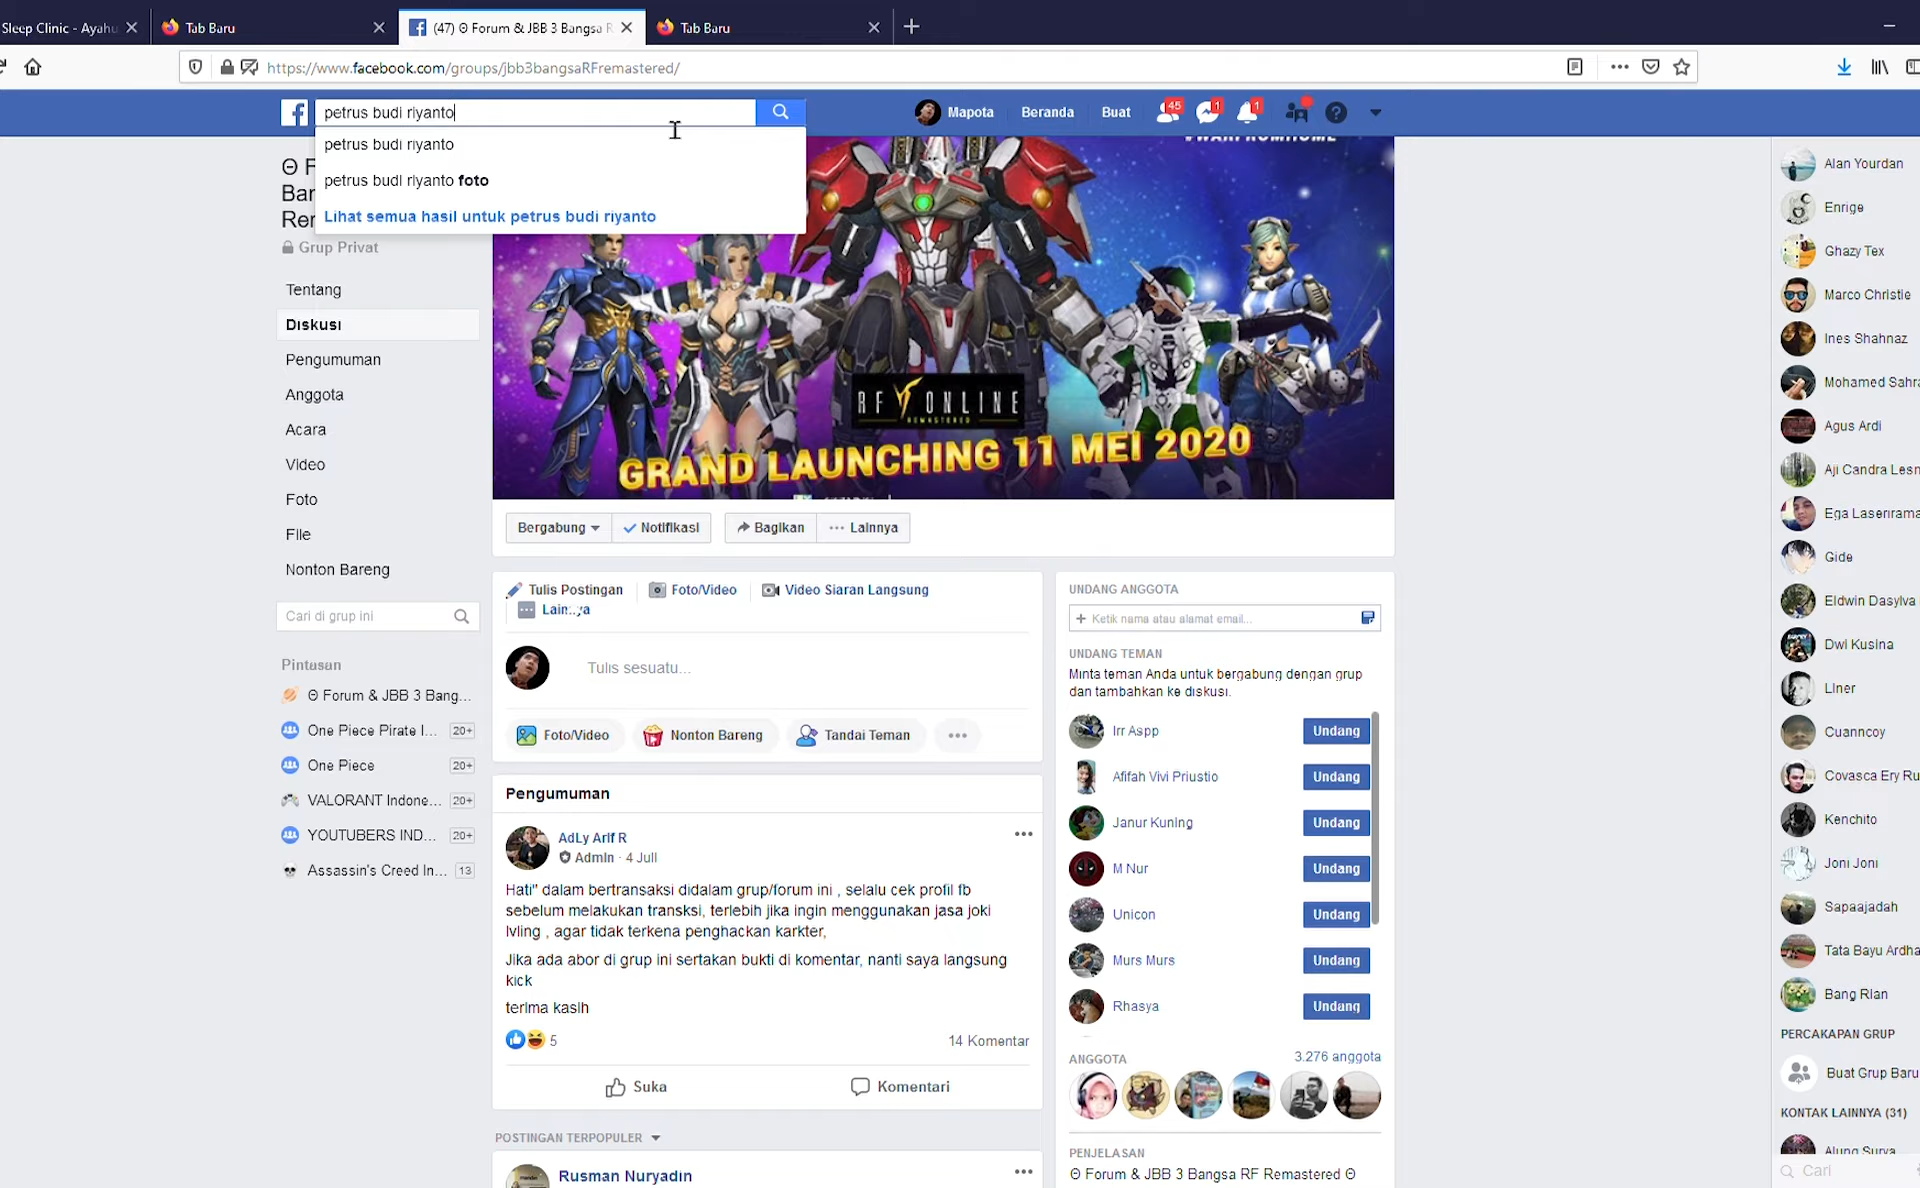 Sleep Clinic - Ayahu
Tab Baru
(47) ʘ Forum & JBB 3 Bangsa R
Tab Baru
https://www.facebook.com/groups/jbb3bangsaRFremastered/
petrus budi riyanto
Mapota
Beranda
Buat
45
1
1
petrus budi riyanto
petrus budi riyanto foto
Lihat semua hasil untuk petrus budi riyanto
ʘ F
Bar
Rer
Grup Privat
#WARFROMHOME
RF ONLINE
REMASTERED
GRAND LAUNCHING 11 MEI 2020
Tentang
Diskusi
Pengumuman
Anggota
Acara
Video
Foto
File
Nonton Bareng
Cari di grup ini
Pintasan
ʘ Forum & JBB 3 Bang...
One Piece Pirate I... 20+
One Piece 20+
VALORANT Indone... 20+
YOUTUBERS IND... 20+
Assassin's Creed In... 13
Bergabung
Notifikasi
Bagikan
Lainnya
Tulis Postingan
Foto/Video
Video Siaran Langsung
Lainnya
Tulis sesuatu...
Foto/Video
Nonton Bareng
Tandai Teman
Pengumuman
AdLy Arif R
Admin · 4 Juli
Hati" dalam bertransaksi didalam grup/forum ini , selalu cek profil fb
sebelum melakukan transksi, terlebih jika ingin menggunakan jasa joki
lvling , agar tidak terkena penghackan karkter,
Jika ada abor di grup ini sertakan bukti di komentar, nanti saya langsung
kick
terima kasih
5
14 Komentar
Suka
Komentari
POSTINGAN TERPOPULER
Rusman Nuryadin
UNDANG ANGGOTA
Ketik nama atau alamat email...
UNDANG TEMAN
Minta teman Anda untuk bergabung dengan grup
dan tambahkan ke diskusi.
Irr Aspp Undang
Afifah Vivi Priustio Undang
Janur Kuning Undang
M Nur Undang
Unicon Undang
Murs Murs Undang
Rhasya Undang
ANGGOTA
3.276 anggota
PENJELASAN
ʘ Forum & JBB 3 Bangsa RF Remastered ʘ
Alan Yourdan
Enrige
Ghazy Tex
Marco Christie
Ines Shahnaz
Mohamed Sahra
Agus Ardi
Aji Candra Lesn
Ega Lasenrama
Gide
Eldwin Dasylva
Dwi Kusina
Liner
Cuanncoy
Covasca Ery Ru
Kenchito
Joni Joni
Sapaajadah
Tata Bayu Ardha
Bang Rian
PERCAKAPAN GRUP
Buat Grup Baru
KONTAK LAINNYA (31)
Alung Surya
Cari